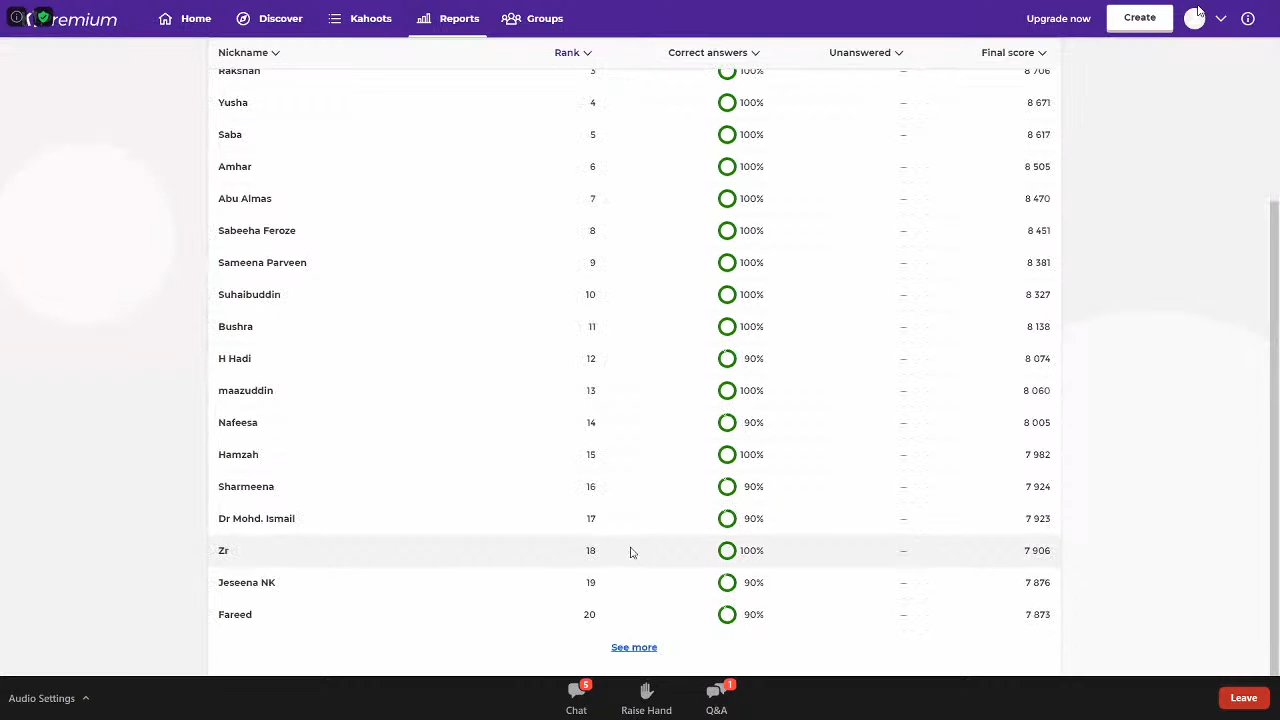 Premium Home Discover Kahoots Reports Groups Upgrade now Create
Nickname Rank Correct answers Unanswered Final score
Rakshan 3 100% – 8 706
Yusha 4 100% – 8 671
Saba 5 100% – 8 617
Amhar 6 100% – 8 505
Abu Almas 7 100% – 8 470
Sabeeha Feroze 8 100% – 8 451
Sameena Parveen 9 100% – 8 381
Suhaibuddin 10 100% – 8 327
Bushra 11 100% – 8 138
H Hadi 12 90% – 8 074
maazuddin 13 100% – 8 060
Nafeesa 14 90% – 8 005
Hamzah 15 100% – 7 982
Sharmeena 16 90% – 7 924
Dr Mohd. Ismail 17 90% – 7 923
Zr 18 100% – 7 906
Jeseena NK 19 90% – 7 876
Fareed 20 90% – 7 873
See more
5 1
Audio Settings Chat Raise Hand Q&A Leave